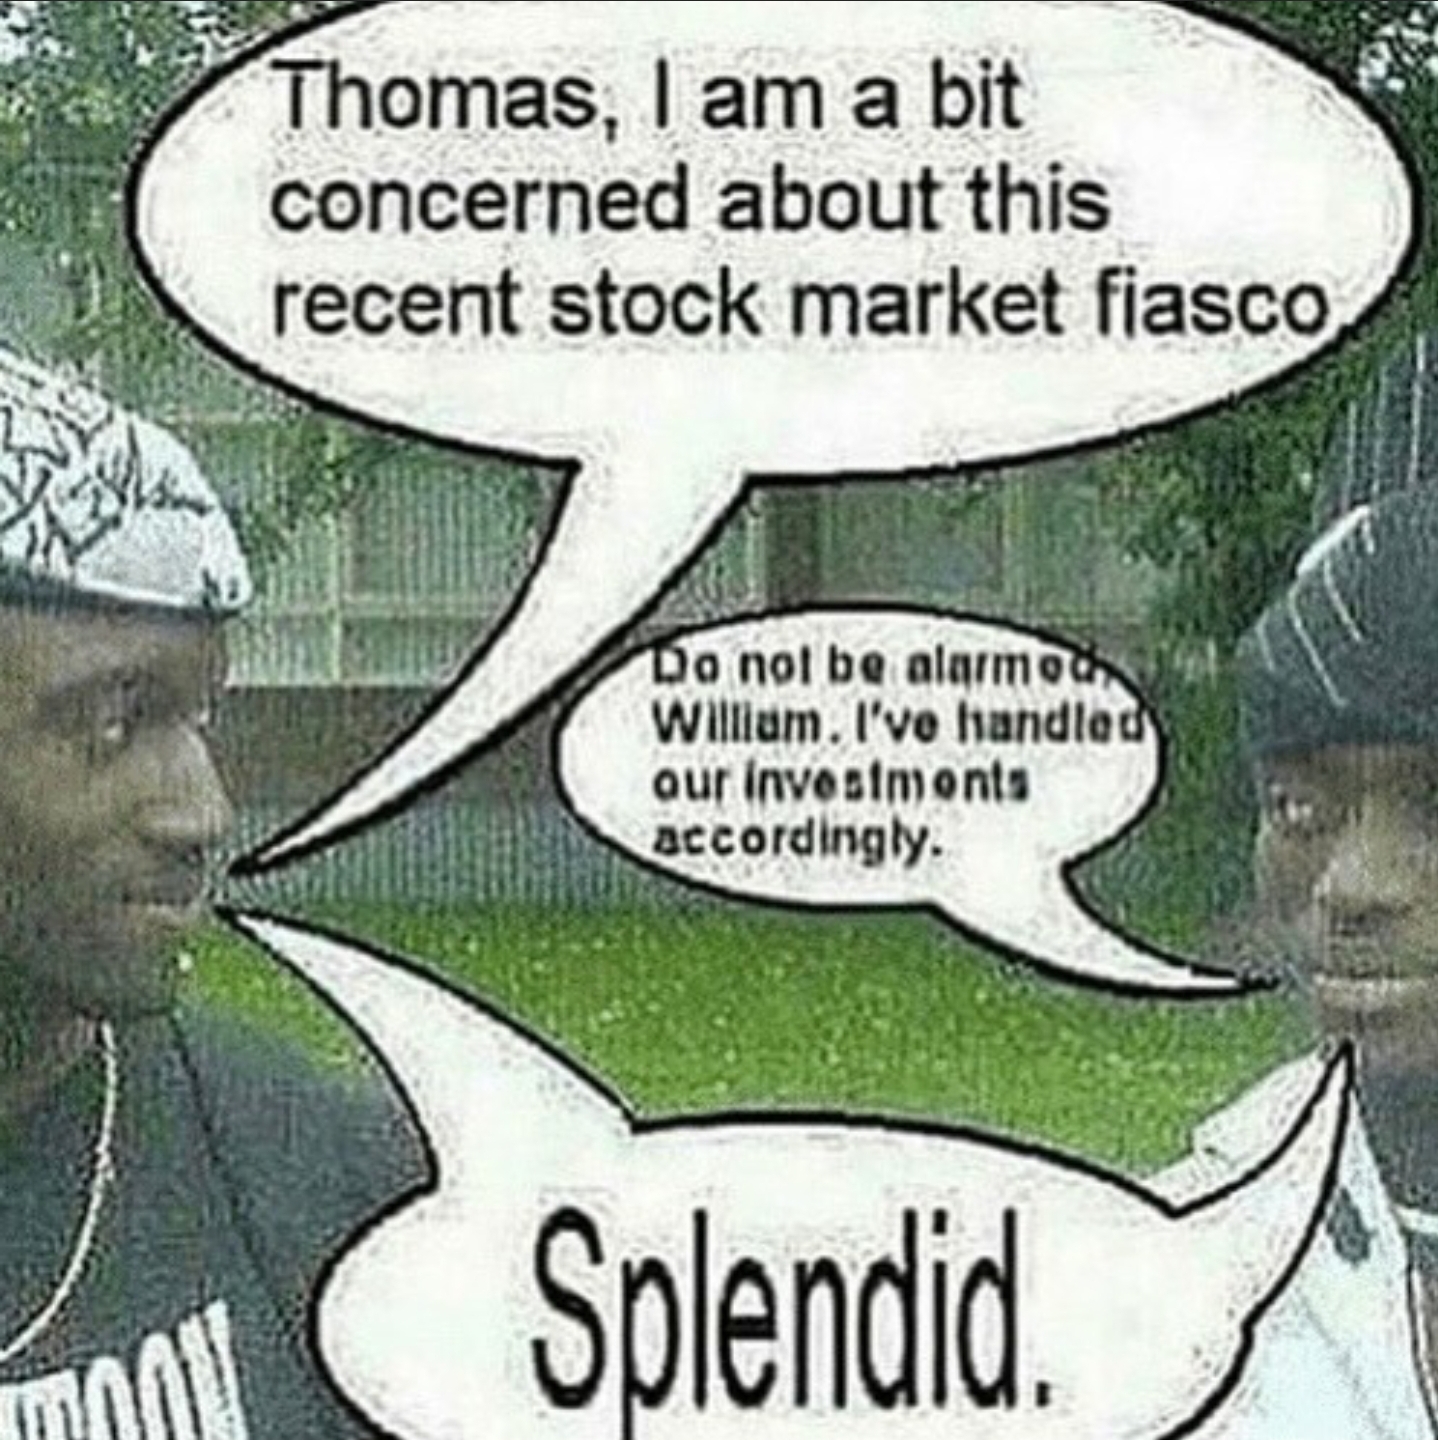 Thomas, I am a bit
concerned about this
recent stock market fiasco
Do not be alarmed,
William. I've handled
our investments
accordingly.
Splendid.